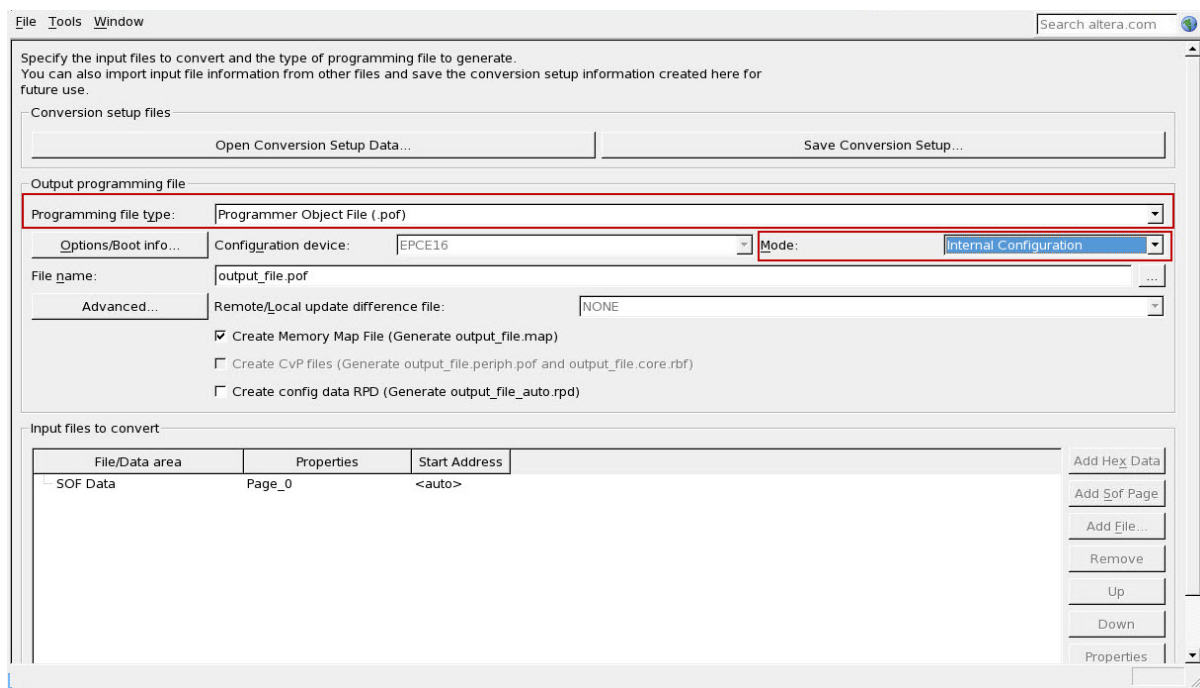 File Tools Window Search altera.com
Specify the input files to convert and the type of programming file to generate.
You can also import input file information from other files and save the conversion setup information created here for
future use.
Conversion setup files
Open Conversion Setup Data... Save Conversion Setup...
Output programming file
Programming file type: Programmer Object File (.pof)
Options/Boot info... Configuration device: EPCE16 Mode: Internal Configuration
File name: output_file.pof ...
Advanced... Remote/Local update difference file: NONE
Create Memory Map File (Generate output_file.map)
Create CvP files (Generate output_file.periph.pof and output_file.core.rbf)
Create config data RPD (Generate output_file_auto.rpd)
Input files to convert
File/Data area Properties Start Address Add Hex Data
SOF Data Page_0 <auto>
Add Sof Page
Add File...
Remove
Up
Down
Properties